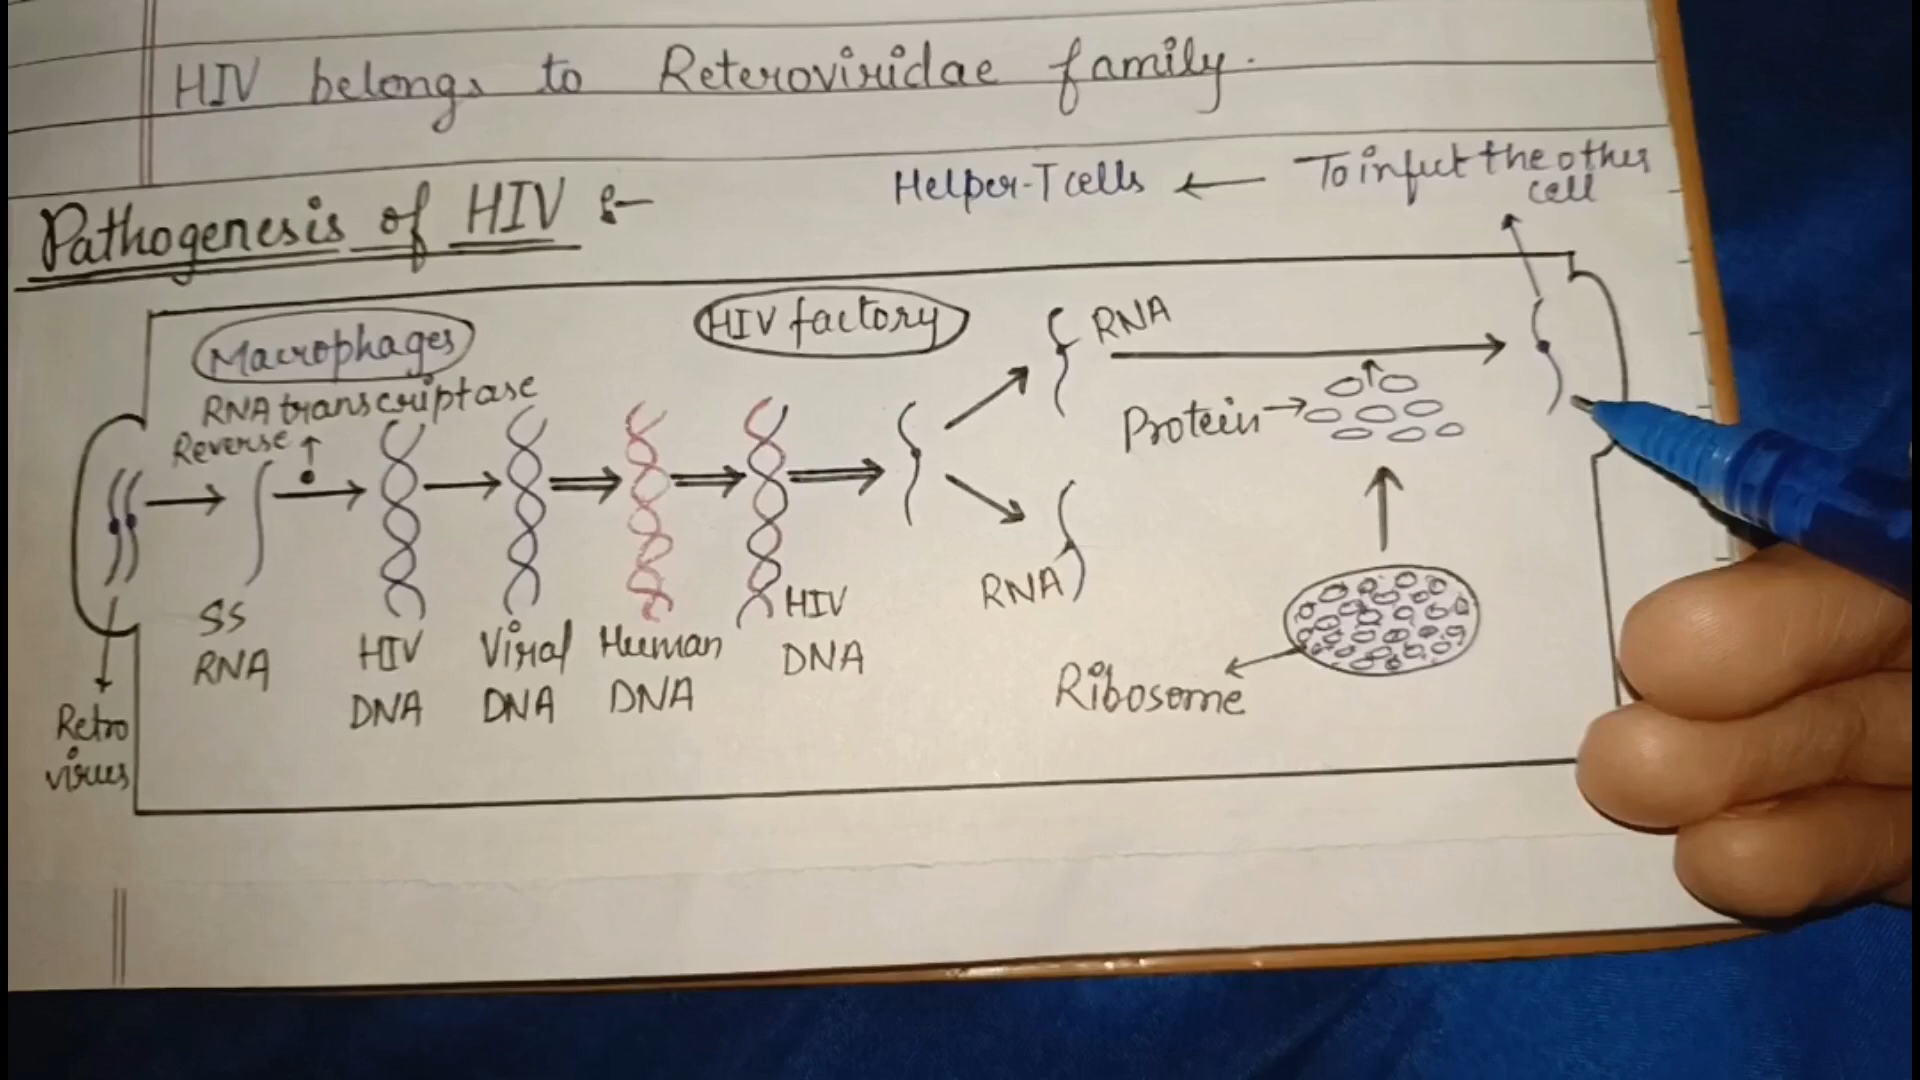 HIV belongs to Reteroviridae family.
Helper-T cells ← To infect the other
cell
Pathogenesis of HIV :-
Macrophages
HIV factory
RNA
RNA transcriptase
Reverse
Protein→
SS
RNA
HIV
DNA
Viral
DNA
Human
DNA
HIV
DNA
RNA
Ribosome
Retro
virus